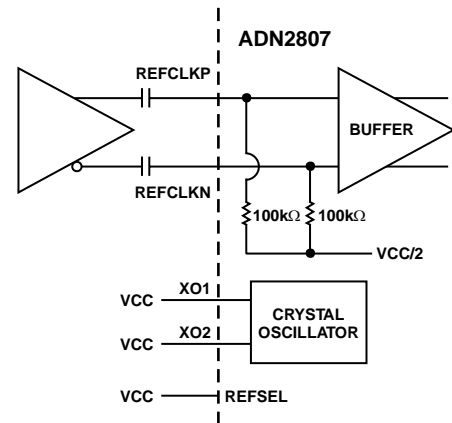 ADN2807
REFCLKP
BUFFER
REFCLKN
100kΩ 100kΩ
VCC/2
VCC XO1
CRYSTAL
OSCILLATOR
VCC XO2
VCC REFSEL